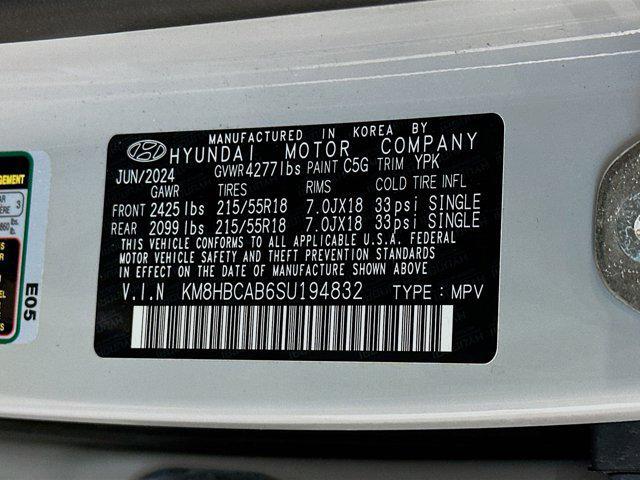 MANUFACTURED IN KOREA BY
HYUNDAI MOTOR COMPANY
JUN/2024 GVWR 4277lbs PAINT C5G TRIM YPK
GAWR TIRES RIMS COLD TIRE INFL
FRONT 2425 lbs 215/55R18 7.0JX18 33psi SINGLE
REAR 2099 lbs 215/55R18 7.0JX18 33psi SINGLE
THIS VEHICLE CONFORMS TO ALL APPLICABLE U.S.A. FEDERAL
MOTOR VEHICLE SAFETY AND THEFT PREVENTION STANDARDS
IN EFFECT ON THE DATE OF MANUFACTURE SHOWN ABOVE.
V.I.N KM8HBCAB6SU194832 TYPE : MPV
E05